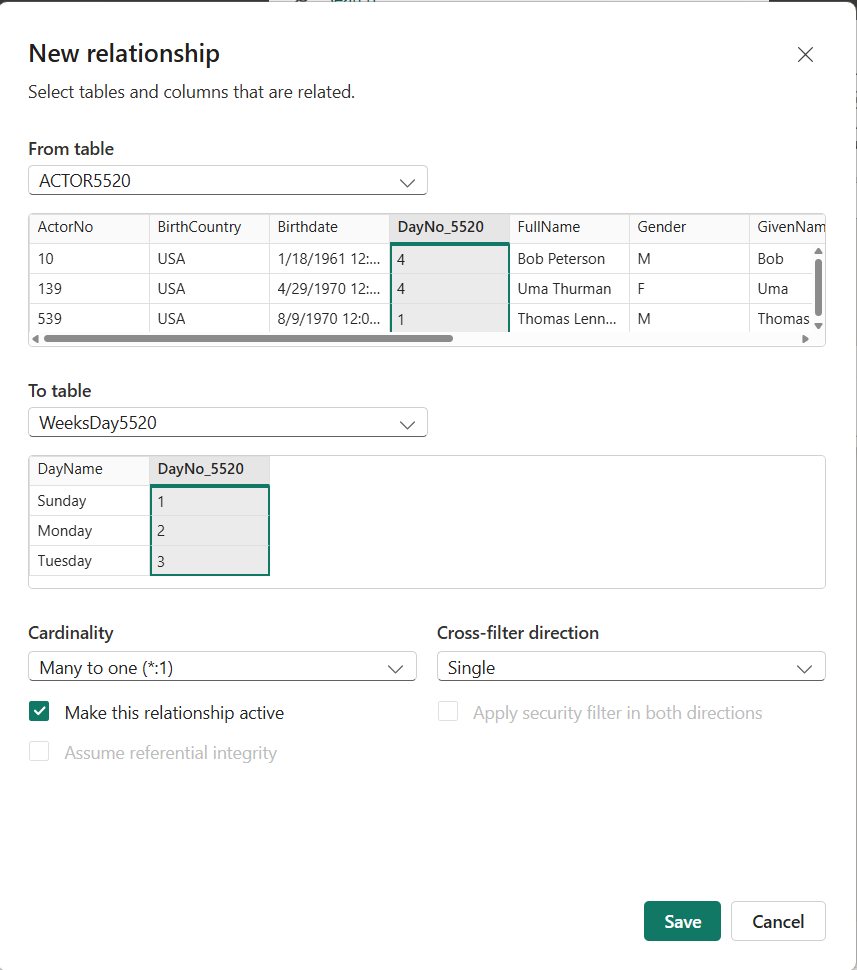 New relationship
Select tables and columns that are related.
From table
ACTOR5520
ActorNo BirthCountry Birthdate DayNo_5520 FullName Gender GivenNam
10 USA 1/18/1961 12:... 4 Bob Peterson M Bob
139 USA 4/29/1970 12:... 4 Uma Thurman F Uma
539 USA 8/9/1970 12:0... 1 Thomas Lenn... M Thomas
To table
WeeksDay5520
DayName DayNo_5520
Sunday 1
Monday 2
Tuesday 3
Cardinality Cross-filter direction
Many to one (*:1) Single
Make this relationship active Apply security filter in both directions
Assume referential integrity
Save Cancel